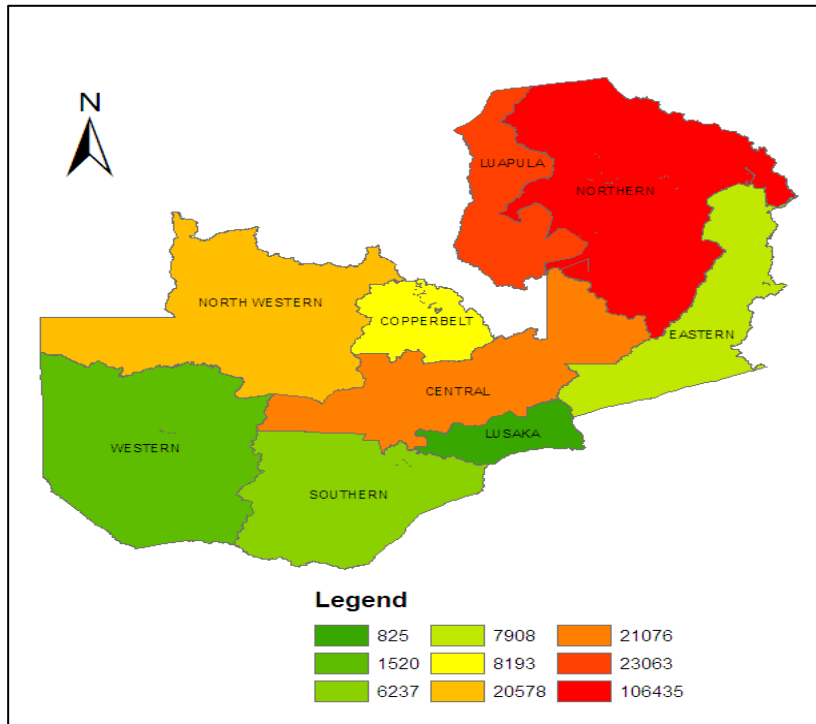 N
LUAPULA
NORTHERN
NORTH WESTERN
COPPERBELT
EASTERN
CENTRAL
LUSAKA
WESTERN
SOUTHERN
Legend
825 7908 21076
1520 8193 23063
6237 20578 106435